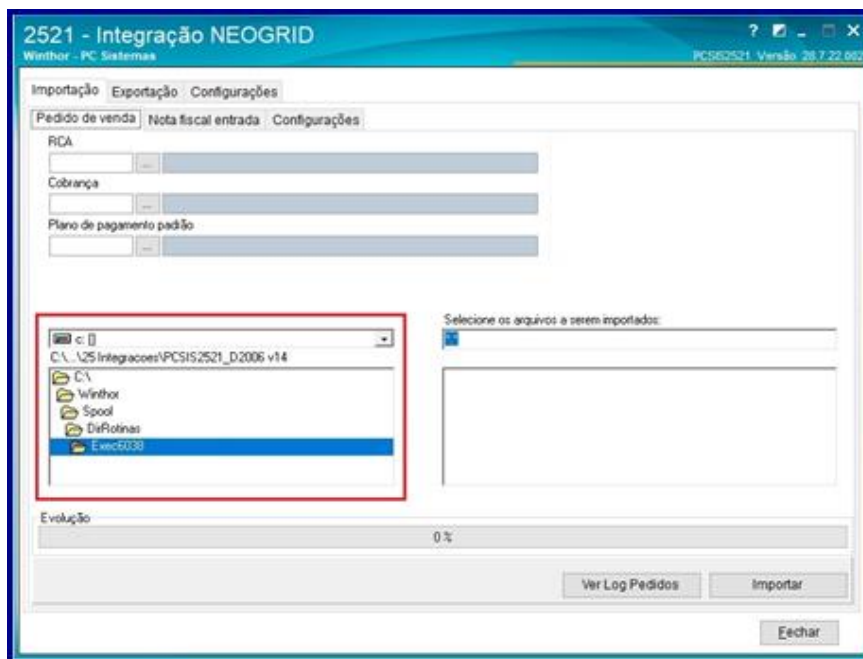 2521 - Integração NEOGRID
Winthor - PC Sistemas
PCSIS2521 Versão 28.7.22.002
Importação Exportação Configurações
Pedido de venda Nota fiscal entrada Configurações
RCA
...
Cobrança
...
Plano de pagamento padrão
...
Selecione os arquivos a serem importados:
c: []
C:\...\25 Integracoes\PCSIS2521_D2006 v14
C:\
Winthor
Spool
DirRotinas
Exec6038
Evolução
0 %
Ver Log Pedidos Importar
Fechar